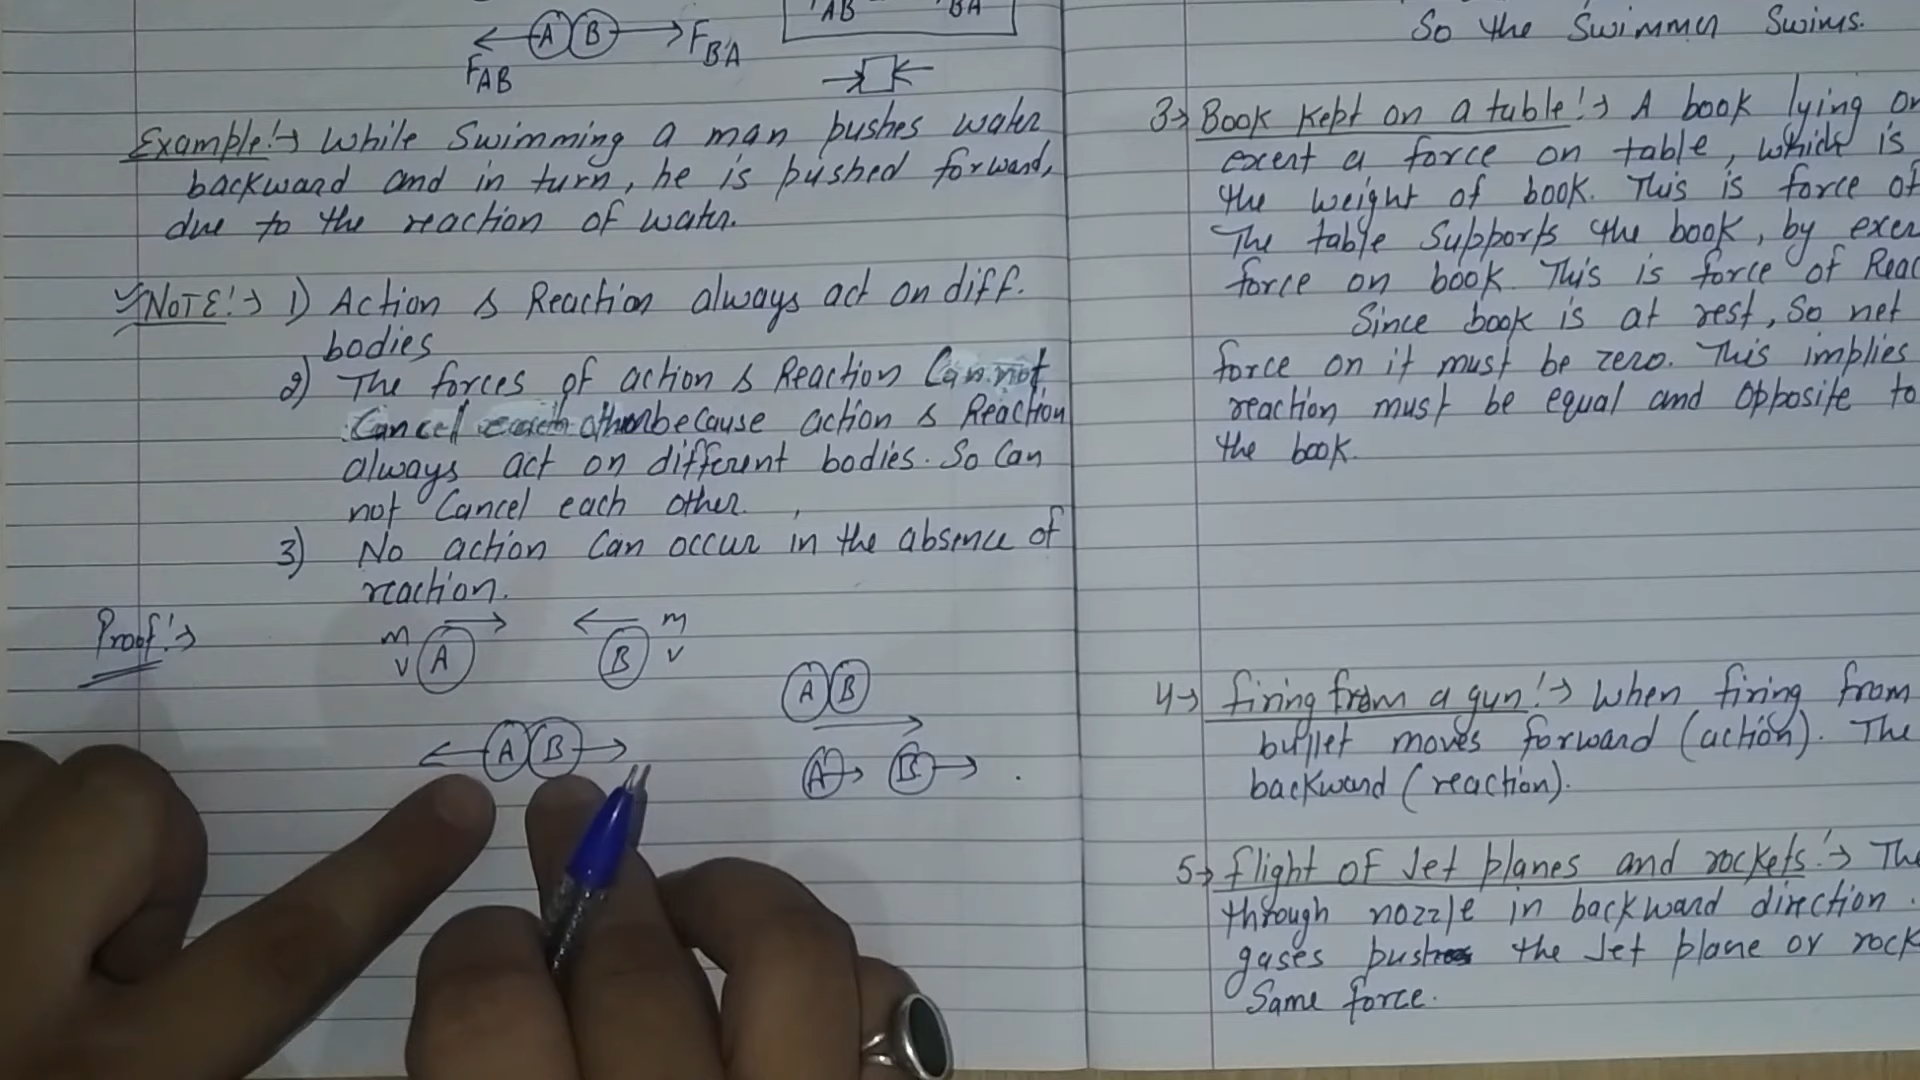 A B
F_AB
F_BA
AB BA
Example:→ While Swimming a man pushes water
backward and in turn, he is pushed forward,
due to the reaction of water.
NOTE:→ 1) Action & Reaction always act on diff.
bodies
2) The forces of action & Reaction Can not
Cancel each other because action & Reaction
always act on different bodies. So Can
not Cancel each other.
3) No action Can occur in the absence of
reaction.
Proof:→
m v A
B m v
A B
A B
A B
So the Swimmer Swims.
3→ Book Kept on a table:→ A book lying on
exert a force on table, which is
the weight of book. This is force of
The table Supports the book, by exer
force on book. This is force of Reac
Since book is at rest, So net
force on it must be zero. This implies
reaction must be equal and Opposite to
the book.
4→ firing from a gun:→ When firing from
bullet moves forward (action). The
backward (reaction).
5→ flight of Jet planes and rockets:→ The
through nozzle in backward direction.
gases pushes the Jet plane or rock
Same force.